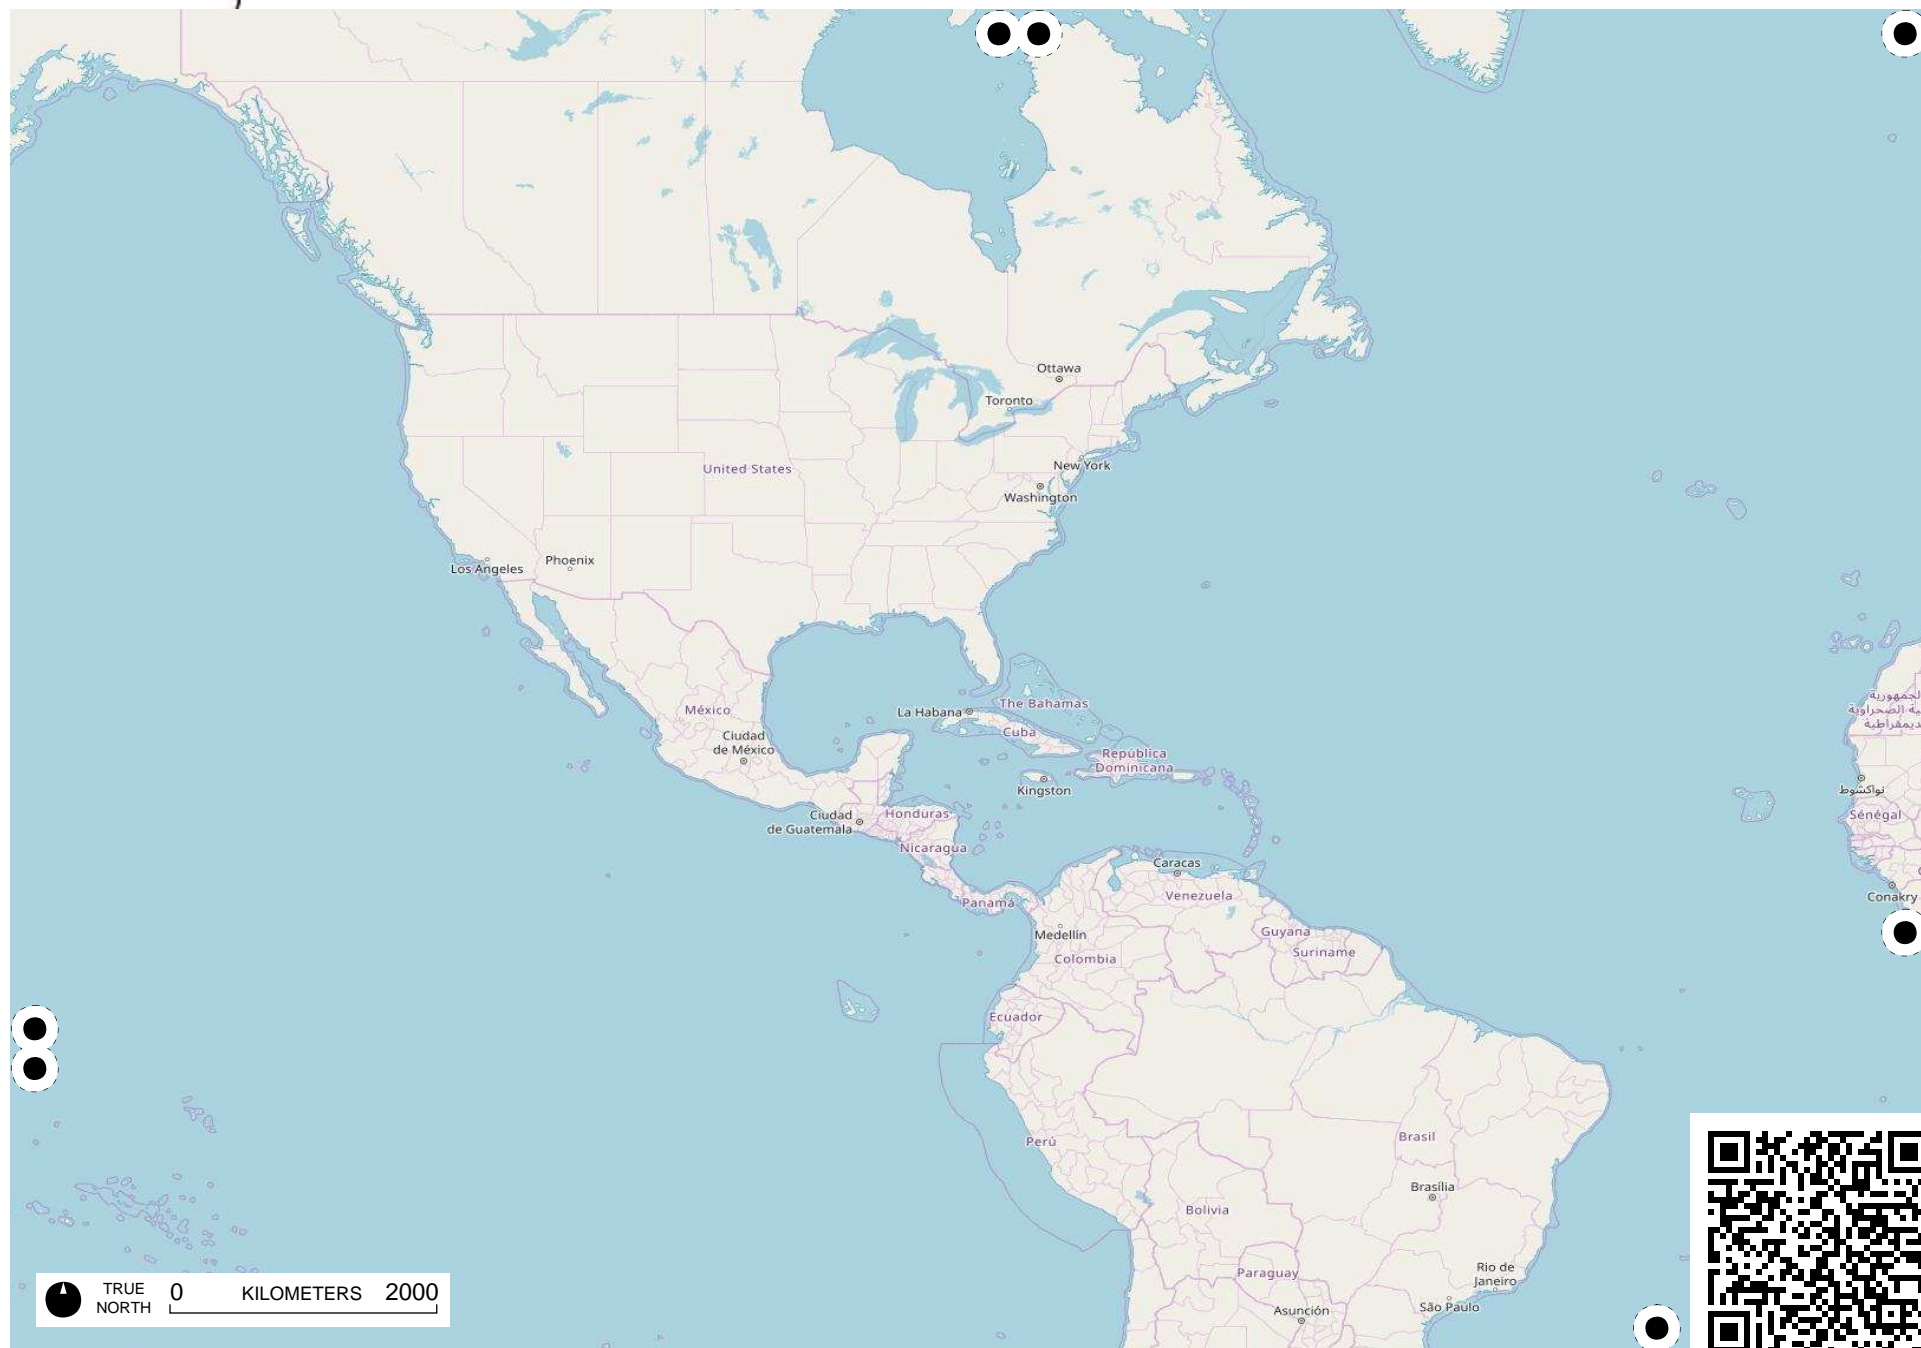 Ottawa
Toronto
New York
United States
Washington
Phoenix
Los Angeles
México
La Habana
The Bahamas
Cuba
Ciudad
de México
República
Dominicana
Kingston
نواكشوط
Ciudad
de Guatemala
Honduras
Sénégal
Nicaragua
Caracas
Venezuela
Conakry
Panamá
Medellín
Guyana
Colombia
Suriname
Ecuador
Perú
Brasil
Brasília
Bolivia
Paraguay
Rio de
Janeiro
São Paulo
Asunción
TRUE
NORTH
0 KILOMETERS 2000